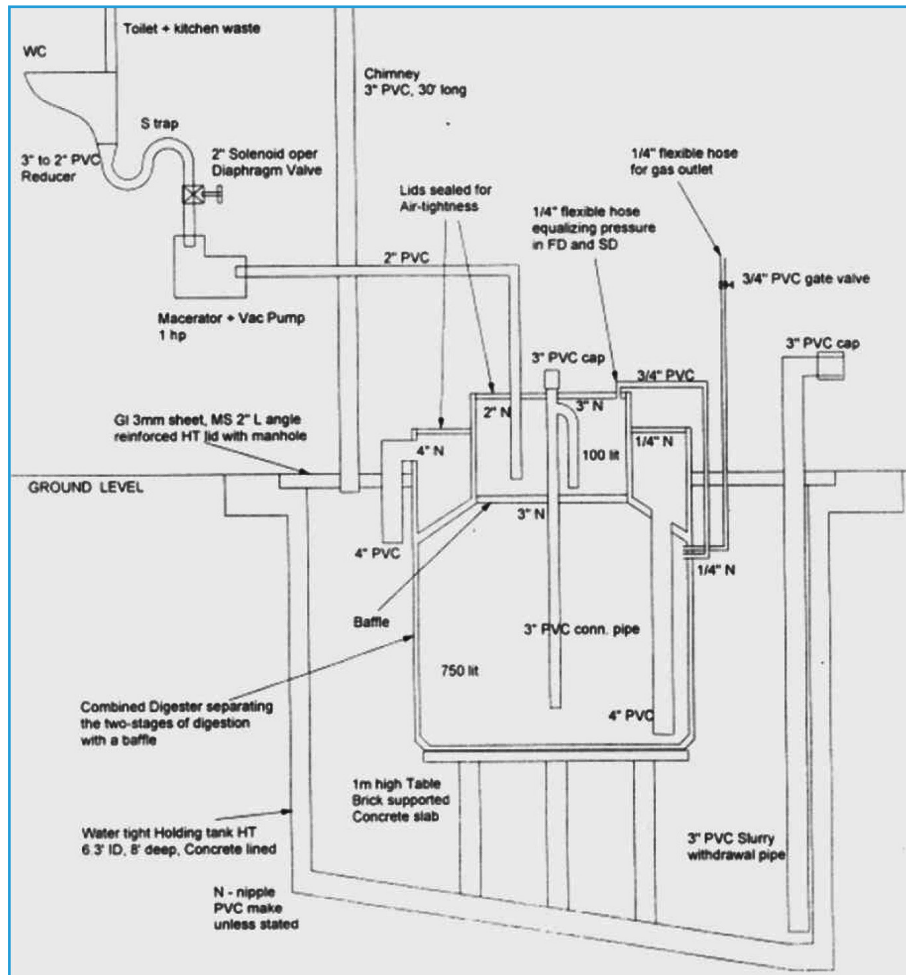 Toilet + kitchen waste
WC
Chimney
3" PVC, 30' long
S trap
3" to 2" PVC
Reducer
2" Solenoid oper
Diaphragm Valve
1/4" flexible hose
for gas outlet
Lids sealed for
Air-tightness
1/4" flexible hose
equalizing pressure
in FD and SD
2" PVC
3/4" PVC gate valve
Macerator + Vac Pump
1 hp
3" PVC cap
3" PVC cap
3/4" PVC
GI 3mm sheet, MS 2" L angle
reinforced HT lid with manhole
2" N
3" N
4" N
1/4" N
100 lit
GROUND LEVEL
3" N
4" PVC
1/4" N
Baffle
3" PVC conn. pipe
750 lit
Combined Digester separating
the two-stages of digestion
with a baffle
4" PVC
1m high Table
Brick supported
Concrete slab
Water tight Holding tank HT
6.3' ID, 8' deep, Concrete lined
3" PVC Slurry
withdrawal pipe
N - nipple
PVC make
unless stated